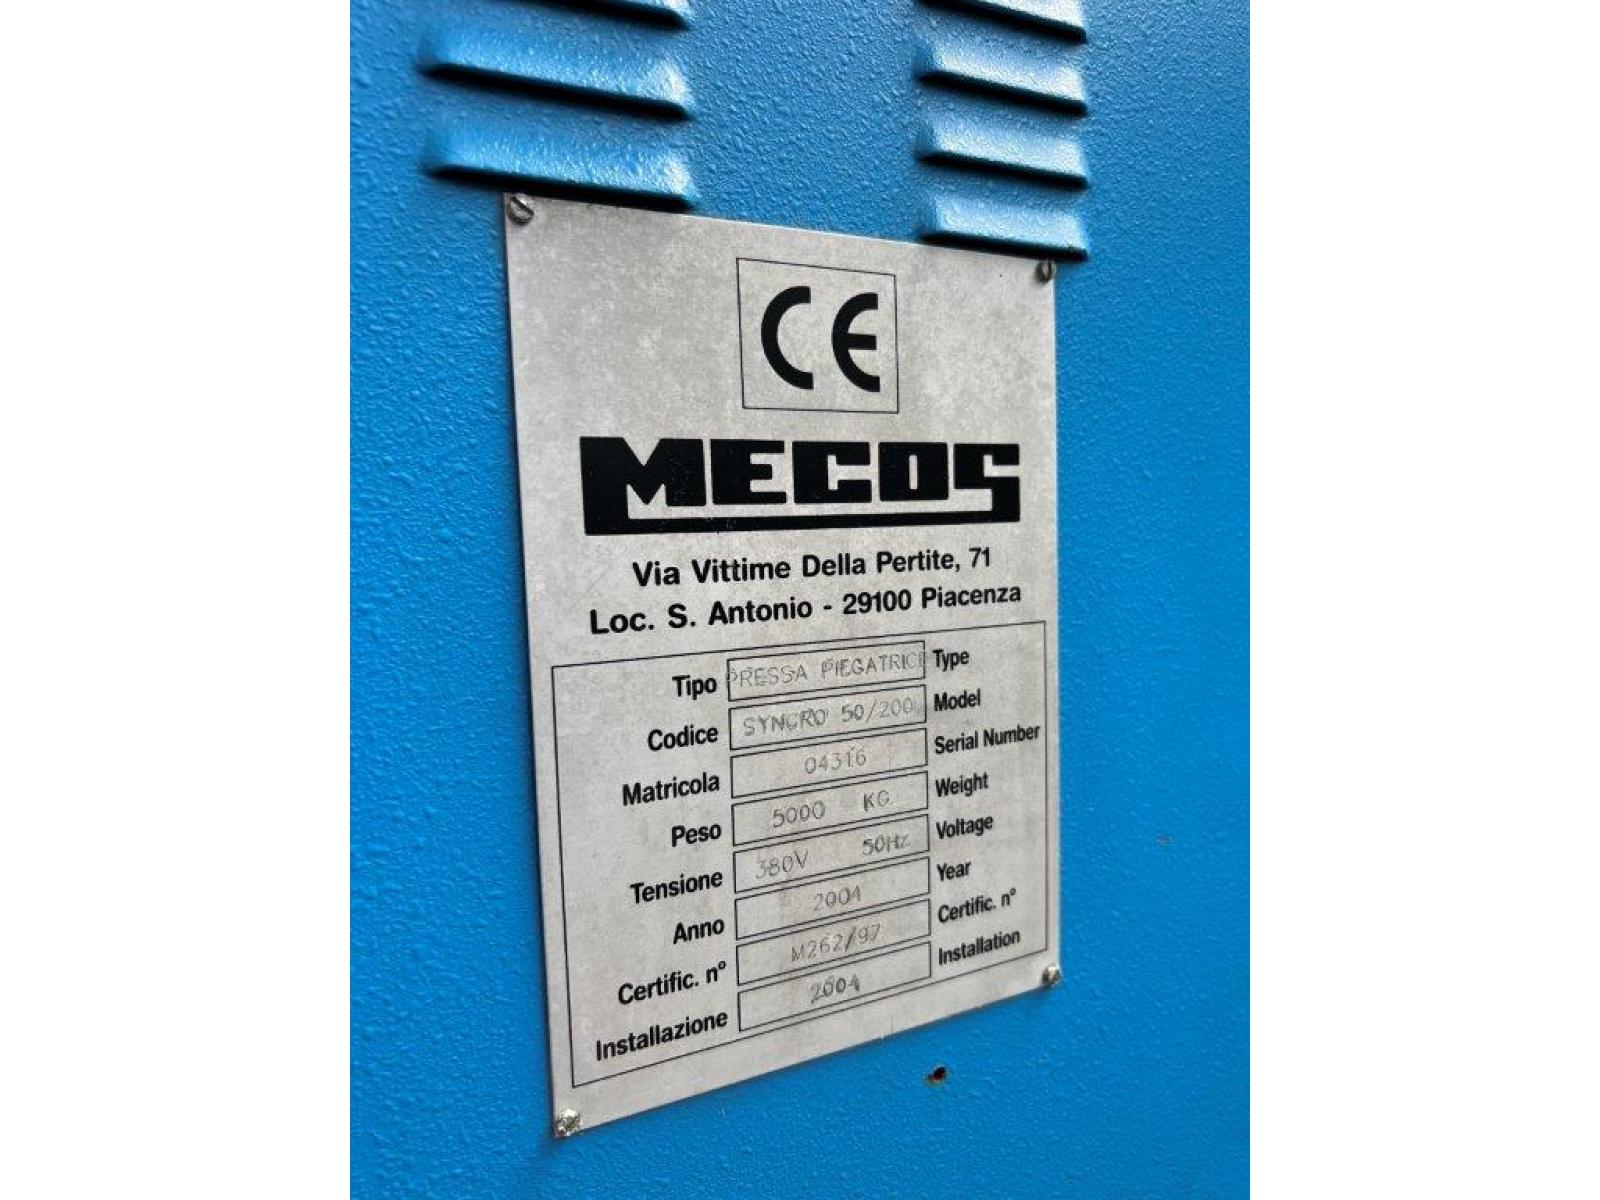 CE
MECOS
Via Vittime Della Pertite, 71
Loc. S. Antonio - 29100 Piacenza
Tipo PRESSA PIEGATRICE Type
Codice SYNCRO 50/200 Model
Matricola 04316 Serial Number
Peso 5000 KG. Weight
Tensione 380V 50Hz Voltage
Anno 2004 Year
Certific. n° M262/97 Certific. n°
Installazione 2004 Installation